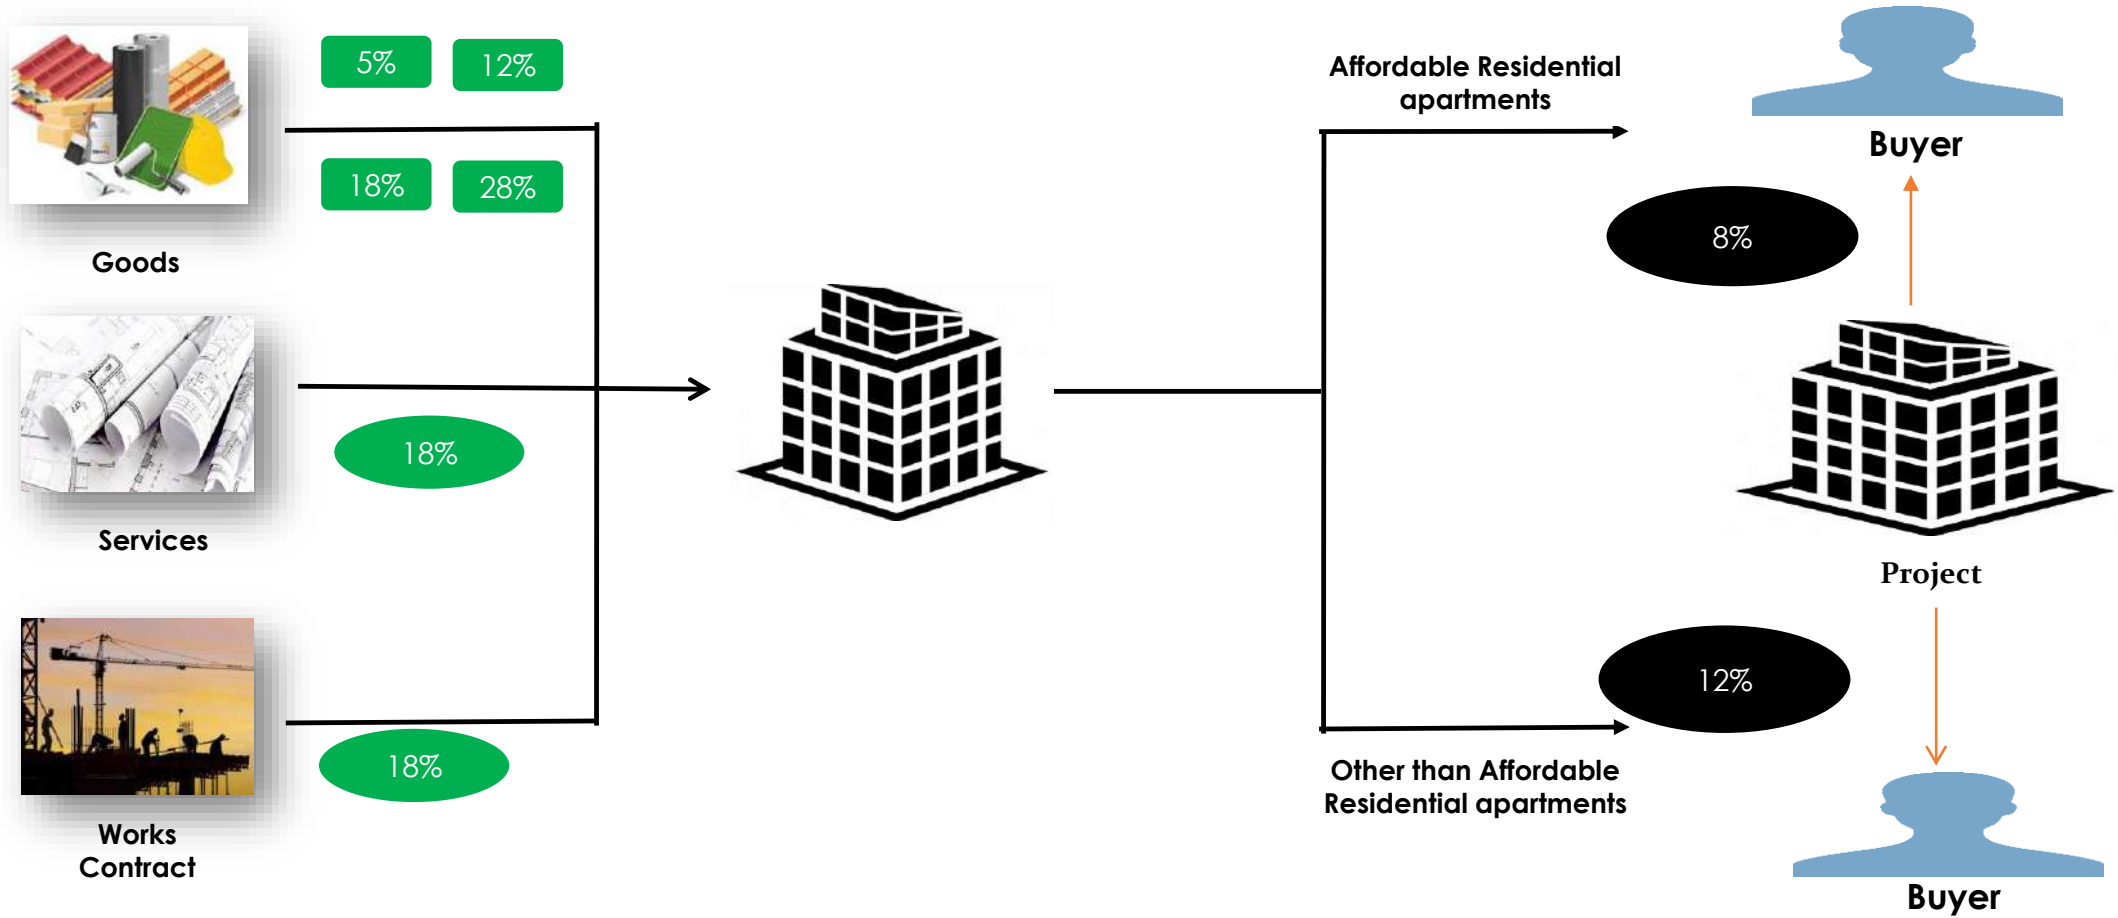 5%
12%
18%
28%
Goods
18%
Services
18%
Works
Contract
Affordable Residential
apartments
8%
Buyer
Project
12%
Other than Affordable
Residential apartments
Buyer